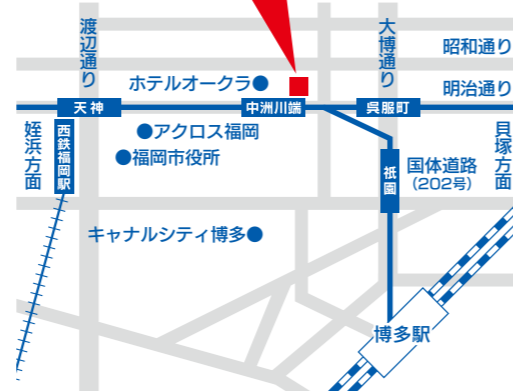 渡辺通り
大博通り
昭和通り
ホテルオークラ●
明治通り
天神
中洲川端
呉服町
姪浜方面
西鉄福岡駅
●アクロス福岡
●福岡市役所
祇園
国体道路
(202号)
貝塚方面
キャナルシティ博多●
博多駅